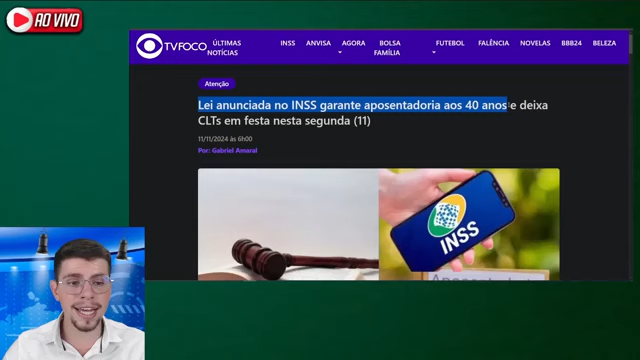 AO VIVO
TVFOCO
ÚLTIMAS NOTÍCIAS
INSS
ANVISA
AGORA
BOLSA FAMÍLIA
FUTEBOL
FALÊNCIA
NOVELAS
BBB24
BELEZA
Atenção
Lei anunciada no INSS garante aposentadoria aos 40 anos e deixa
CLTs em festa nesta segunda (11)
11/11/2024 às 6h00
Por: Gabriel Amaral
INSS